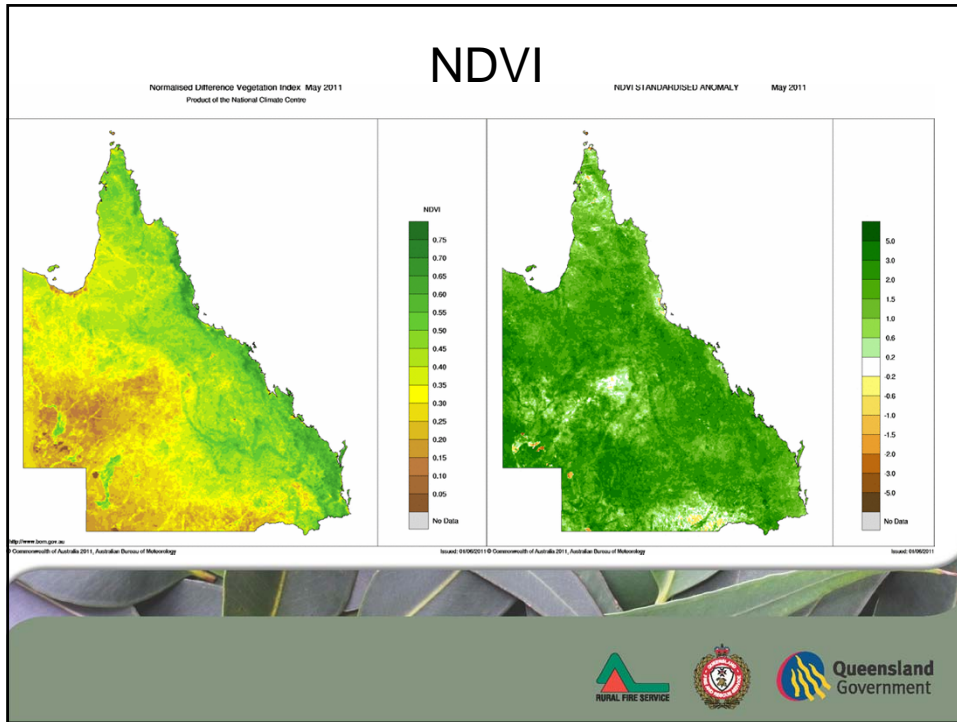 NDVI
Normalised Difference Vegetation Index May 2011
Product of the National Climate Centre
NDVI
0.75
0.70
0.65
0.60
0.55
0.50
0.45
0.40
0.35
0.30
0.25
0.20
0.15
0.10
0.05
No Data
http://www.bom.gov.au
© Commonwealth of Australia 2011, Australian Bureau of Meteorology
Issued: 01/06/2011
NDVI STANDARDISED ANOMALY May 2011
5.0
3.0
2.0
1.5
1.0
0.6
0.2
-0.2
-0.6
-1.0
-1.5
-2.0
-3.0
-5.0
No Data
© Commonwealth of Australia 2011, Australian Bureau of Meteorology
Issued: 01/06/2011
RURAL FIRE SERVICE
Queensland
Government